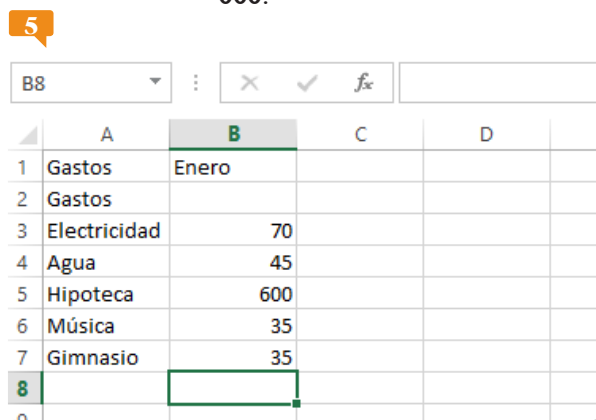 600.
5
B8 fx
A B C D
1 Gastos Enero
2 Gastos
3 Electricidad 70
4 Agua 45
5 Hipoteca 600
6 Música 35
7 Gimnasio 35
8